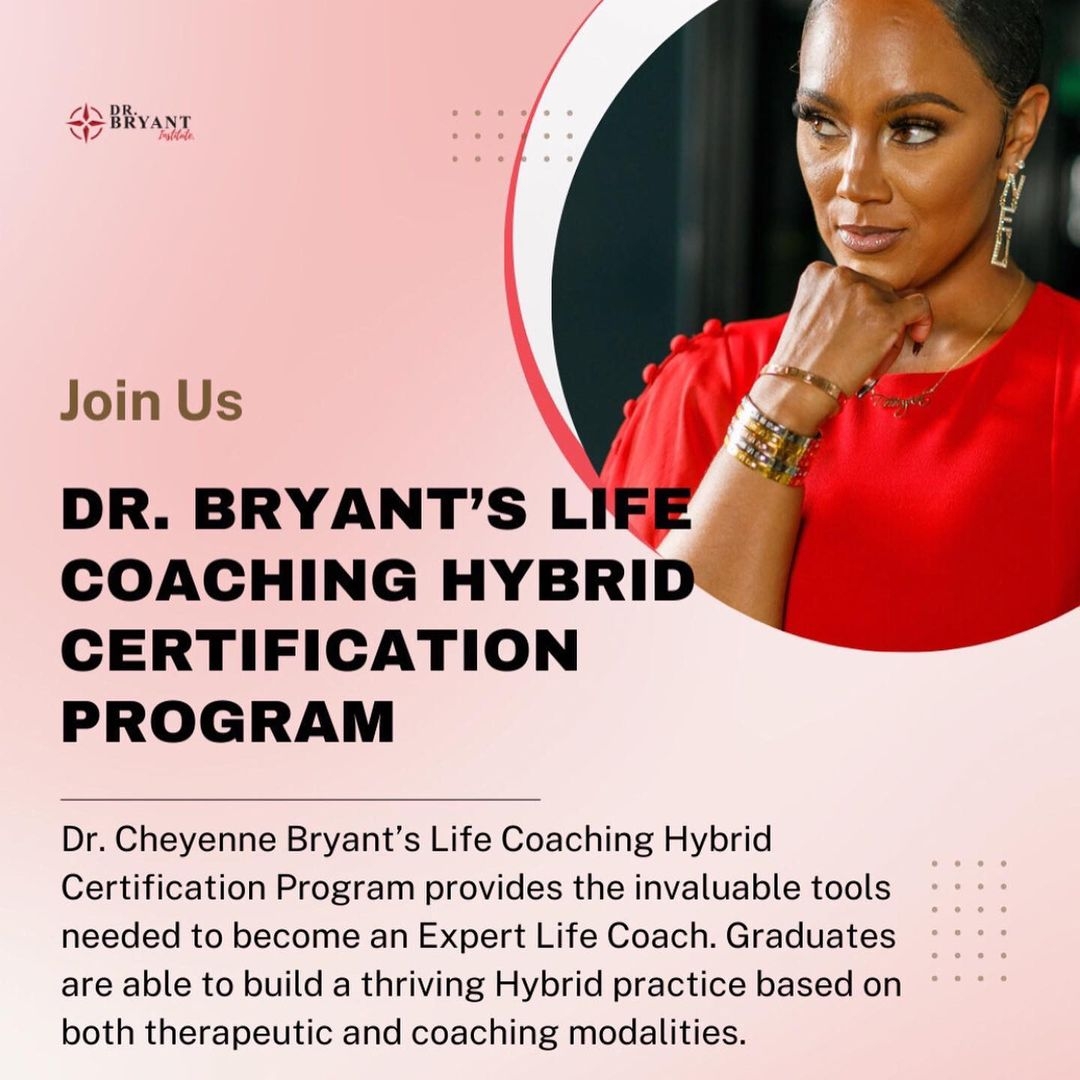 DR.
BRYANT
Institute.
Join Us
DR. BRYANT’S LIFE
COACHING HYBRID
CERTIFICATION
PROGRAM
Dr. Cheyenne Bryant’s Life Coaching Hybrid
Certification Program provides the invaluable tools
needed to become an Expert Life Coach. Graduates
are able to build a thriving Hybrid practice based on
both therapeutic and coaching modalities.